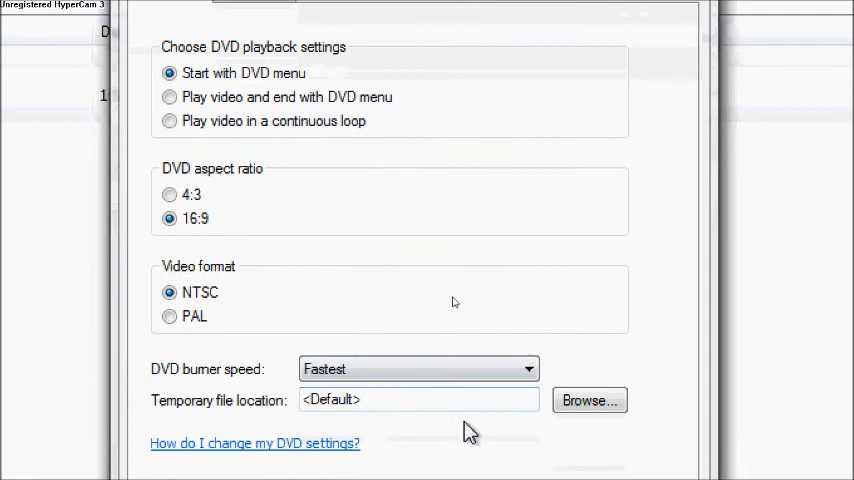 Unregistered HyperCam 3
D
Choose DVD playback settings
Start with DVD menu
Play video and end with DVD menu
1
Play video in a continuous loop
DVD aspect ratio
4:3
16:9
Video format
NTSC
PAL
DVD burner speed: Fastest
Temporary file location: <Default> Browse...
How do I change my DVD settings?